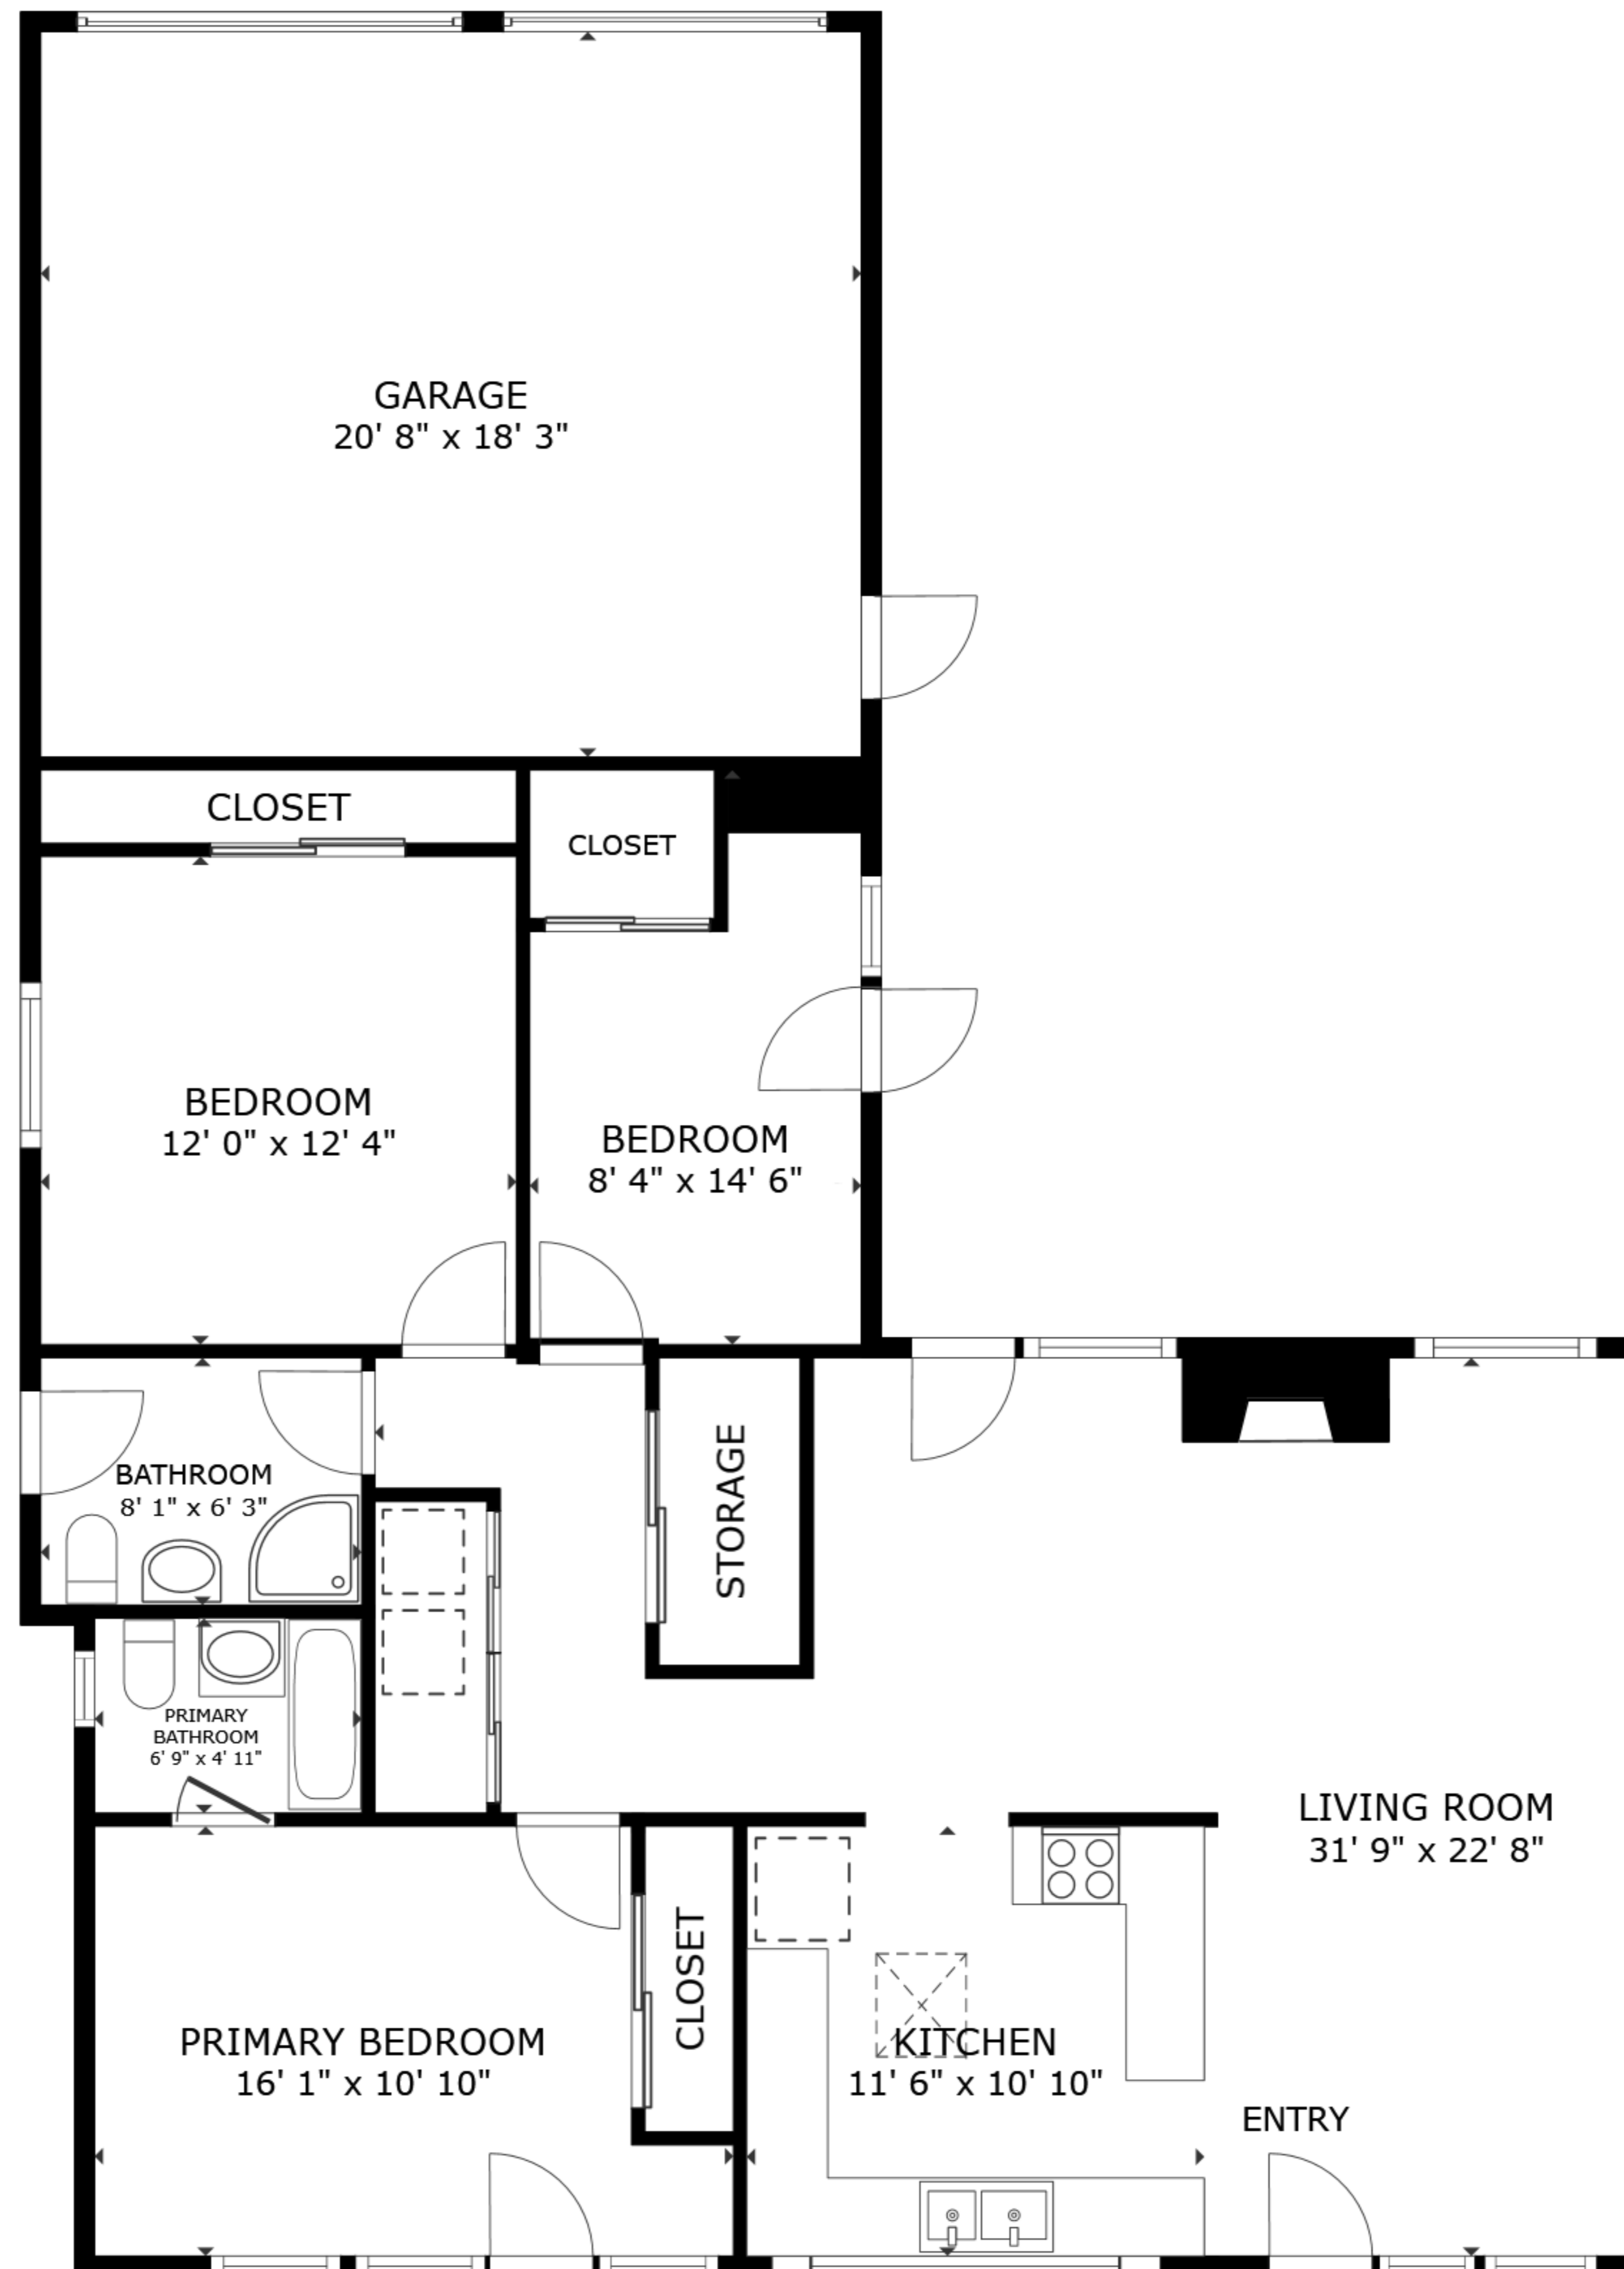 GARAGE
20' 8" x 18' 3"
CLOSET
CLOSET
BEDROOM
12' 0" x 12' 4"
BEDROOM
8' 4" x 14' 6"
BATHROOM
8' 1" x 6' 3"
STORAGE
PRIMARY
BATHROOM
6' 9" x 4' 11"
LIVING ROOM
31' 9" x 22' 8"
CLOSET
PRIMARY BEDROOM
16' 1" x 10' 10"
KITCHEN
11' 6" x 10' 10"
ENTRY